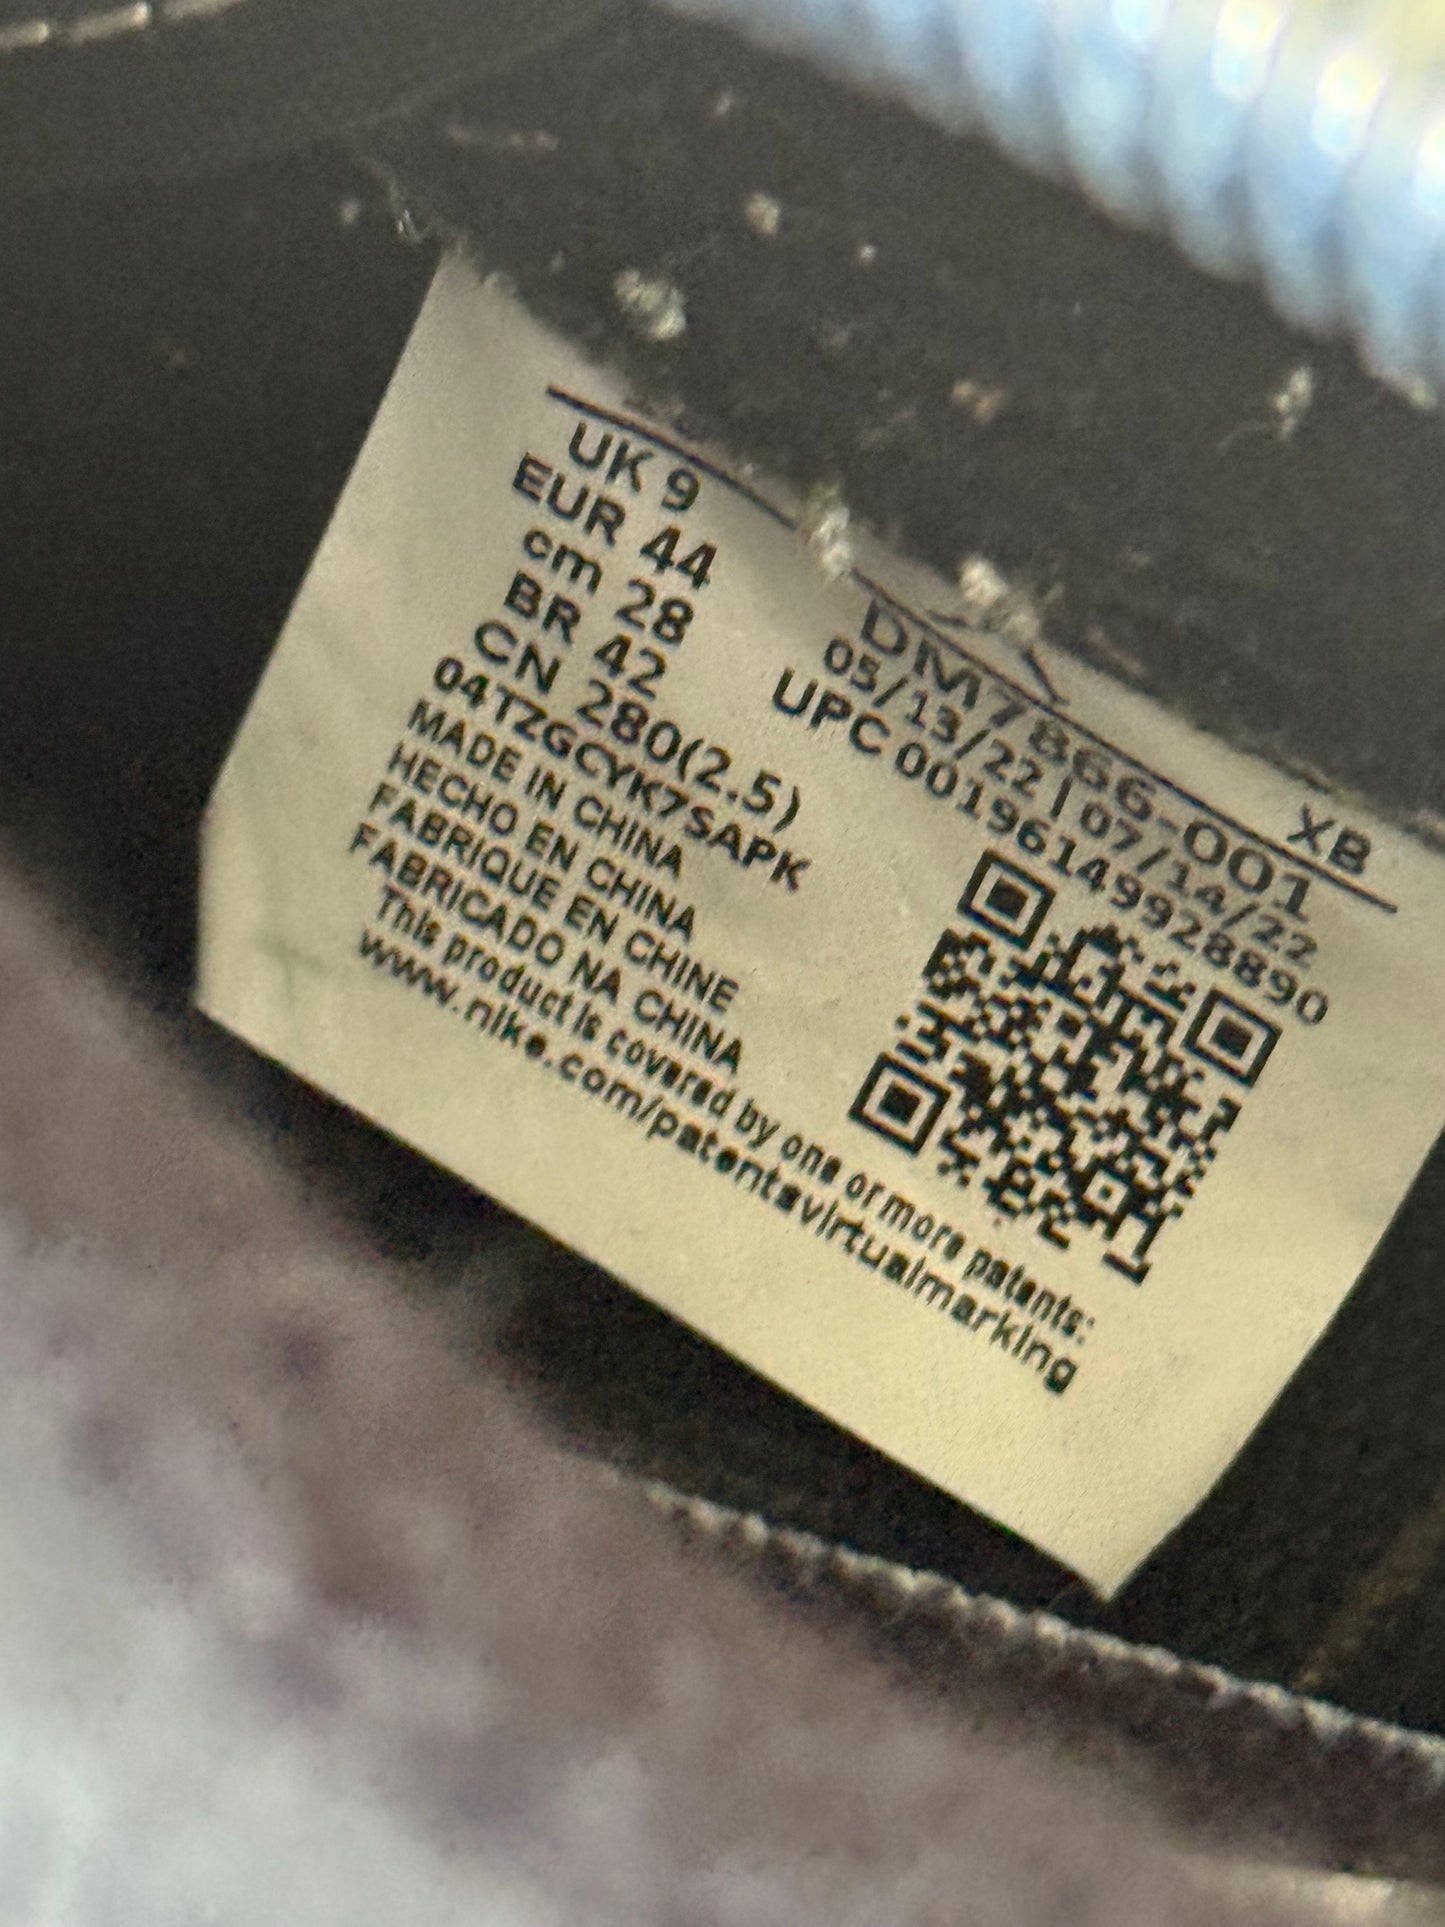 UK 9
EUR 44
cm 28
BR 42
CN 280(2.5)
04TZGCYK7SAPK
MADE IN CHINA
HECHO EN CHINA
FABRIQUE EN CHINE
FABRICADO NA CHINA
This product is covered by one or more patents:
www.nike.com/patentsvirtualmarking
XB
DM7866-001
05/13/22 | 07/14/22
UPC 00196149928890